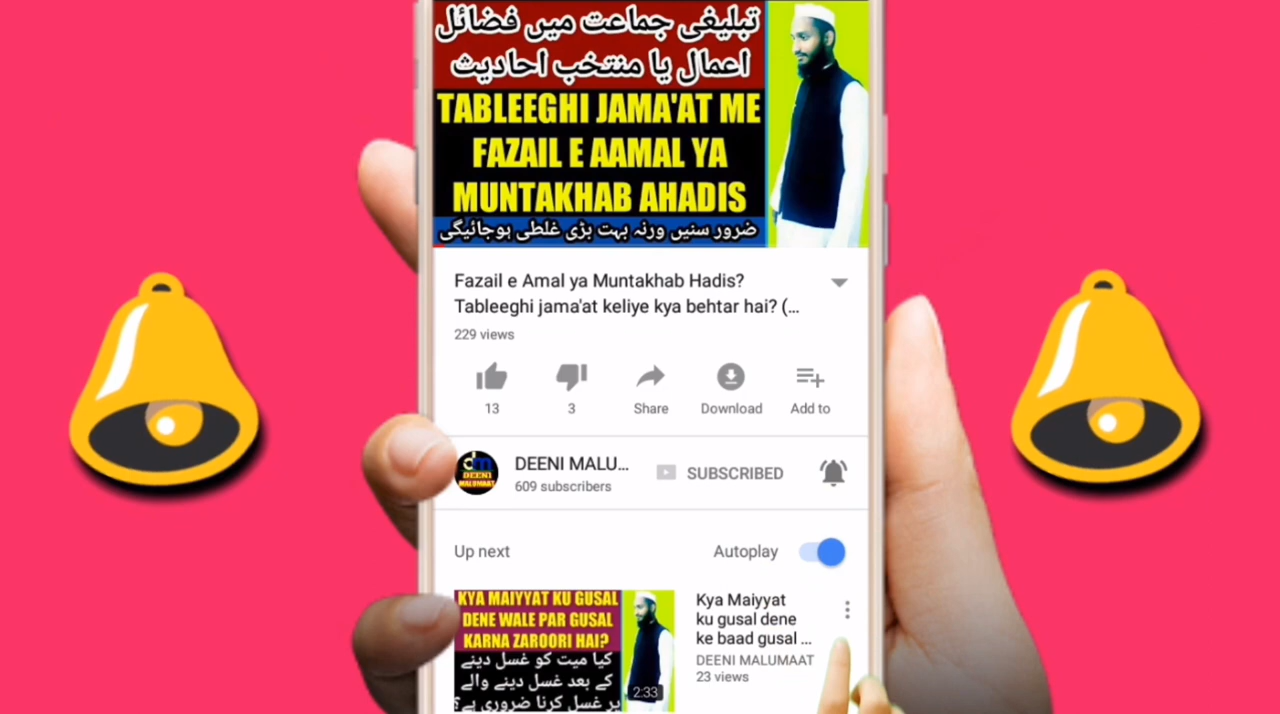 تبلیغی جماعت میں فضائل
اعمال یا منتخب احادیث
TABLEEGHI JAMA'AT ME
FAZAIL E AAMAL YA
MUNTAKHAB AHADIS
ضرور سنیں ورنہ بہت بڑی غلطی ہوجائیگی
Fazail e Amal ya Muntakhab Hadis?
Tableeghi jama'at keliye kya behtar hai? (...
229 views
13
3
Share
Download
Add to
dm
DEENI
MALUMAAT
DEENI MALU...
609 subscribers
SUBSCRIBED
Up next
Autoplay
KYA MAIYYAT KU GUSAL
DENE WALE PAR GUSAL
KARNA ZAROORI HAI?
کیا میت کو غسل دینے
کے بعد غسل دینے والے
پر غسل کرنا ضروری ہے؟
2:33
Kya Maiyyat
ku gusal dene
ke baad gusal ...
DEENI MALUMAAT
23 views